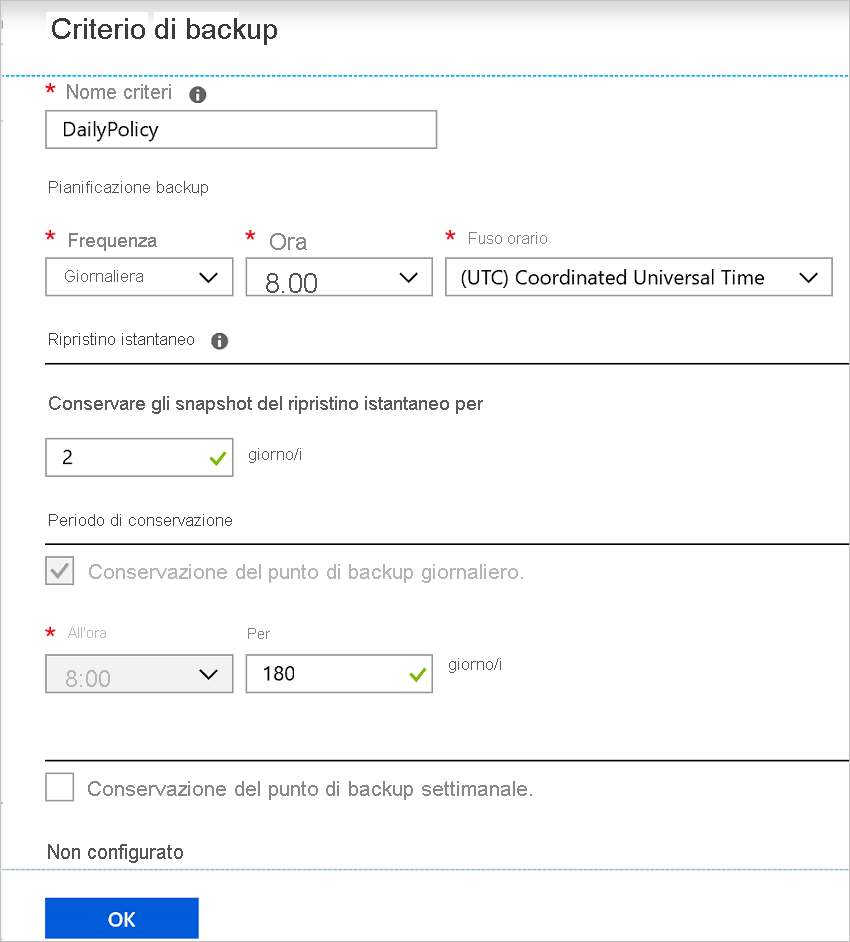 Criterio di backup
* Nome criteri
DailyPolicy
Pianificazione backup
* Frequenza * Ora * Fuso orario
Giornaliera 8.00 (UTC) Coordinated Universal Time
Ripristino istantaneo
Conservare gli snapshot del ripristino istantaneo per
2 giorno/i
Periodo di conservazione
Conservazione del punto di backup giornaliero.
* All'ora Per
8:00 180 giorno/i
Conservazione del punto di backup settimanale.
Non configurato
OK